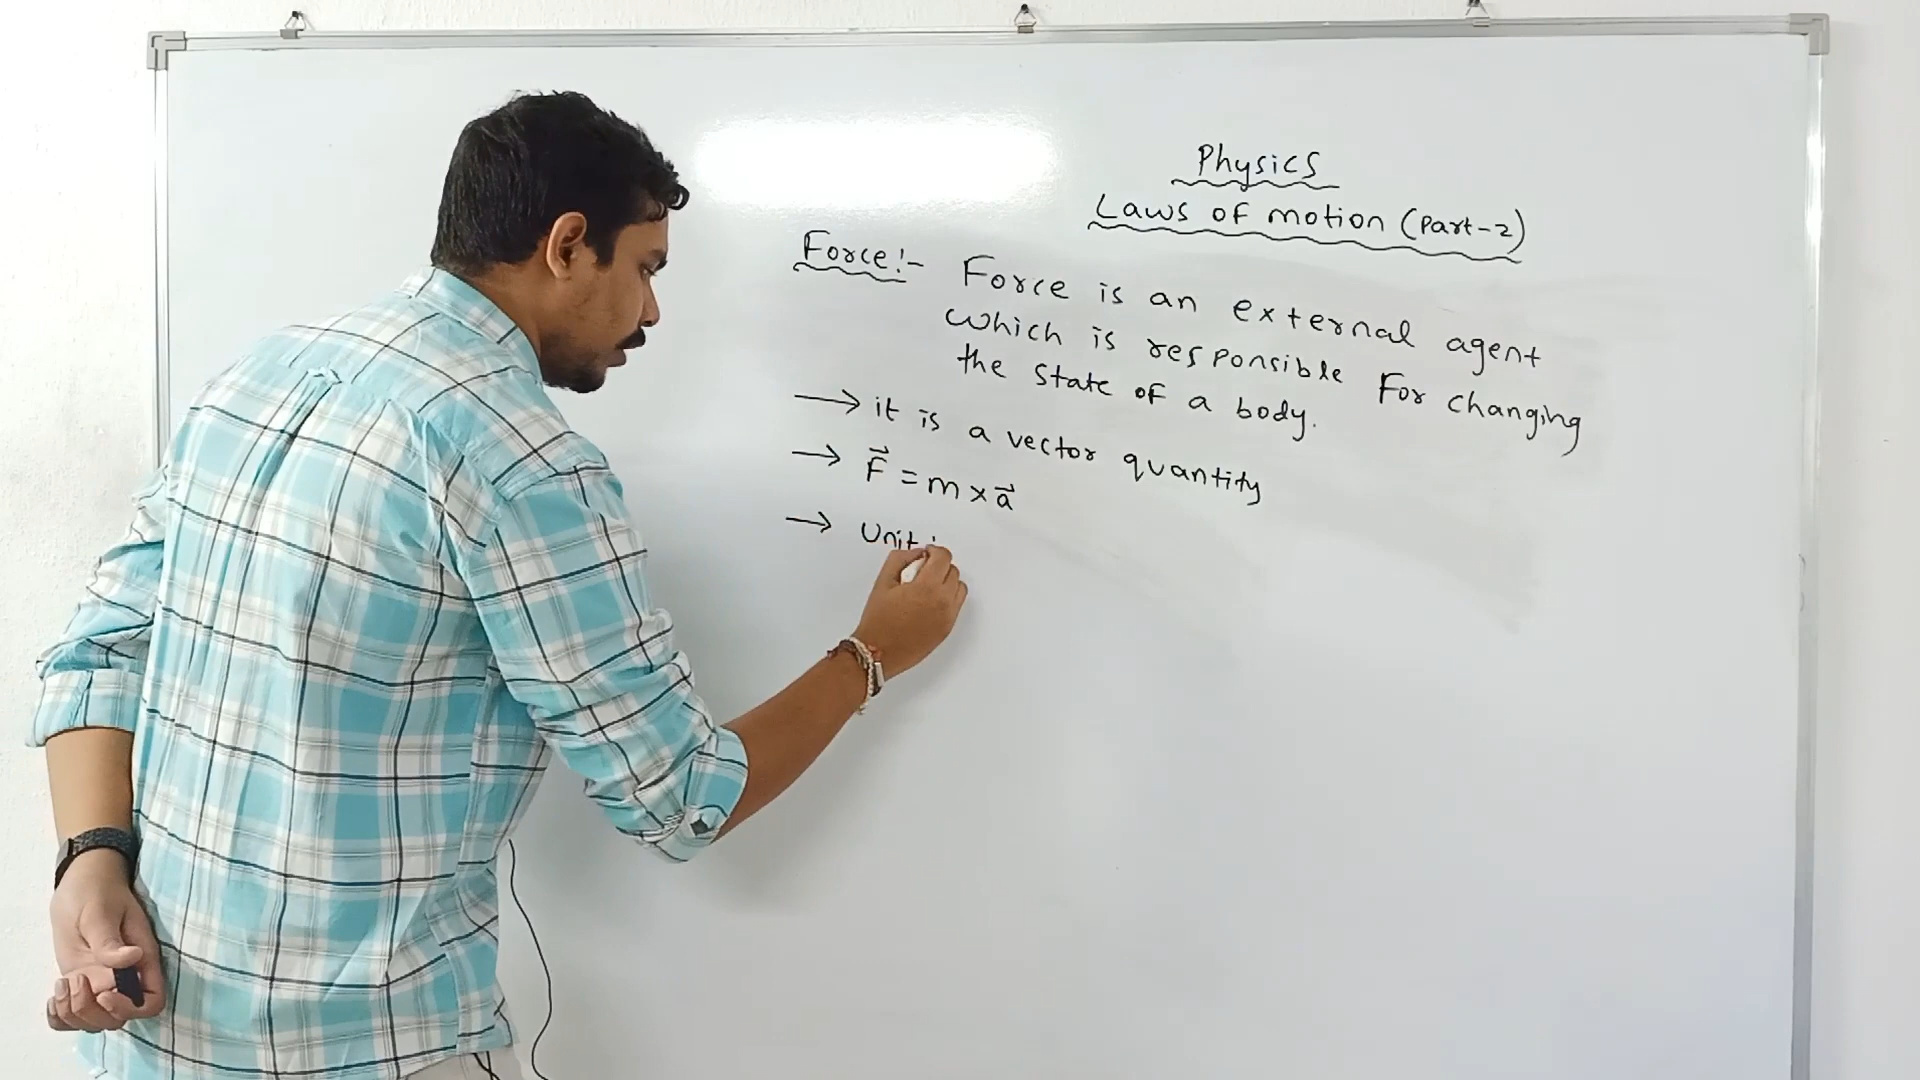 Physics
Laws of motion (Part-2)
Force:- Force is an external agent
which is responsible For changing
the state of a body.
→ it is a vector quantity
→ F⃗ = m × a⃗
→ Unit: